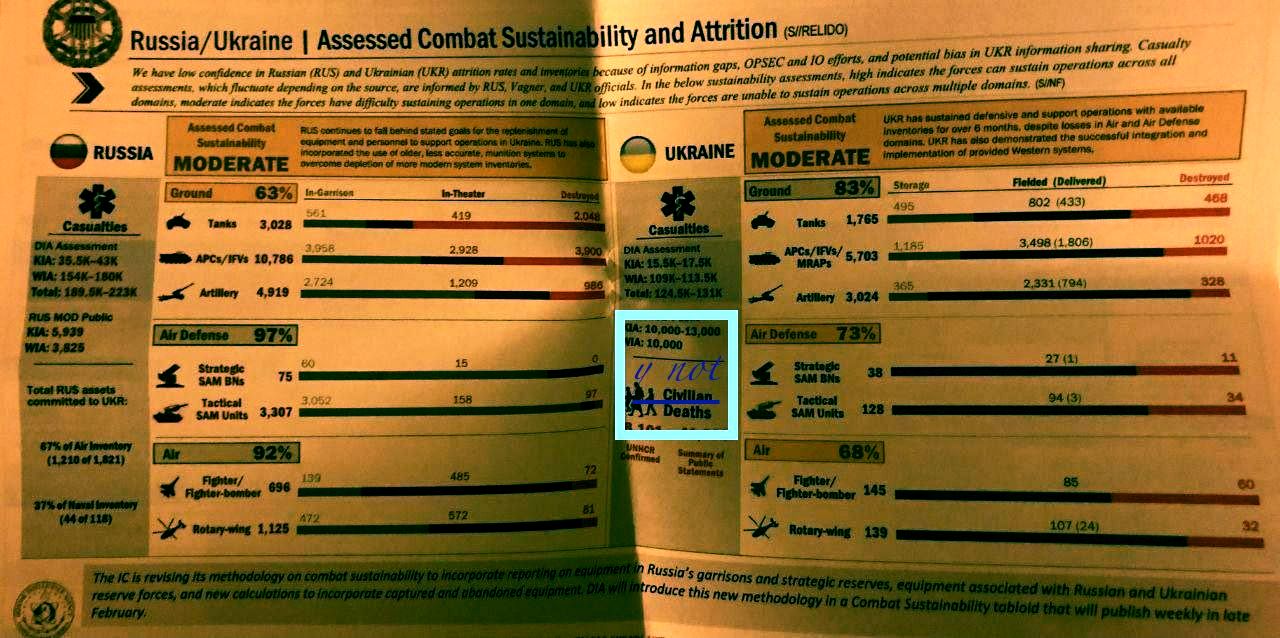 Russia/Ukraine | Assessed Combat Sustainability and Attrition (S//RELIDO)
We have low confidence in Russian (RUS) and Ukrainian (UKR) attrition rates and inventories because of information gaps, OPSEC and IO efforts, and potential bias in UKR information sharing. Casualty
assessments, which fluctuate depending on the source, are informed by RUS, Vagner, and UKR officials. In the below sustainability assessments, high indicates the forces can sustain operations across all
domains, moderate indicates the forces have difficulty sustaining operations in one domain, and low indicates the forces are unable to sustain operations across multiple domains. (S//NF)
RUSSIA
Assessed Combat
Sustainability
MODERATE
RUS continues to fall behind stated goals for the replenishment of
equipment and personnel to support operations in Ukraine. RUS has also
incorporated the use of older, less accurate, munition systems to
overcome depletion of more modern system inventories.
Casualties
DIA Assessment
KIA: 35.5K–43K
WIA: 154K–180K
Total: 189.5K–223K
RUS MOD Public
KIA: 5,939
WIA: 3,825
Total RUS assets
committed to UKR:
67% of Air Inventory
(1,210 of 1,821)
37% of Naval Inventory
(44 of 118)
Ground 63% In-Garrison In-Theater Destroyed
Tanks 3,028 561 419 2,048
APCs/IFVs 10,786 3,958 2,928 3,900
Artillery 4,919 2,724 1,209 986
Air Defense 97%
Strategic
SAM BNs 75 60 15 0
Tactical
SAM Units 3,307 3,052 158 97
Air 92%
Fighter/
Fighter-bomber 696 139 485 72
Rotary-wing 1,125 472 572 81
UKRAINE
Assessed Combat
Sustainability
MODERATE
UKR has sustained defensive and support operations with available
inventories for over 6 months, despite losses in Air and Air Defense
domains. UKR has also demonstrated the successful integration and
implementation of provided Western systems.
Casualties
DIA Assessment
KIA: 15.5K–17.5K
WIA: 109K–113.5K
Total: 124.5K–131K
KIA: 10,000-13,000
WIA: 10,000
y not
Civilian
Deaths
UNHCR
Confirmed
Summary of
Public
Statements
Ground 83% Storage Fielded (Delivered) Destroyed
Tanks 1,765 495 802 (433) 468
APCs/IFVs/
MRAPs 5,703 1,185 3,498 (1,806) 1020
Artillery 3,024 365 2,331 (794) 328
Air Defense 73%
Strategic
SAM BNs 38 27 (1) 11
Tactical
SAM Units 128 94 (3) 34
Air 68%
Fighter/
Fighter-bomber 145 85 60
Rotary-wing 139 107 (24) 32
The IC is revising its methodology on combat sustainability to incorporate reporting on equipment in Russia's garrisons and strategic reserves, equipment associated with Russian and Ukrainian
reserve forces, and new calculations to incorporate captured and abandoned equipment. DIA will introduce this new methodology in a Combat Sustainability tabloid that will publish weekly in late
February.